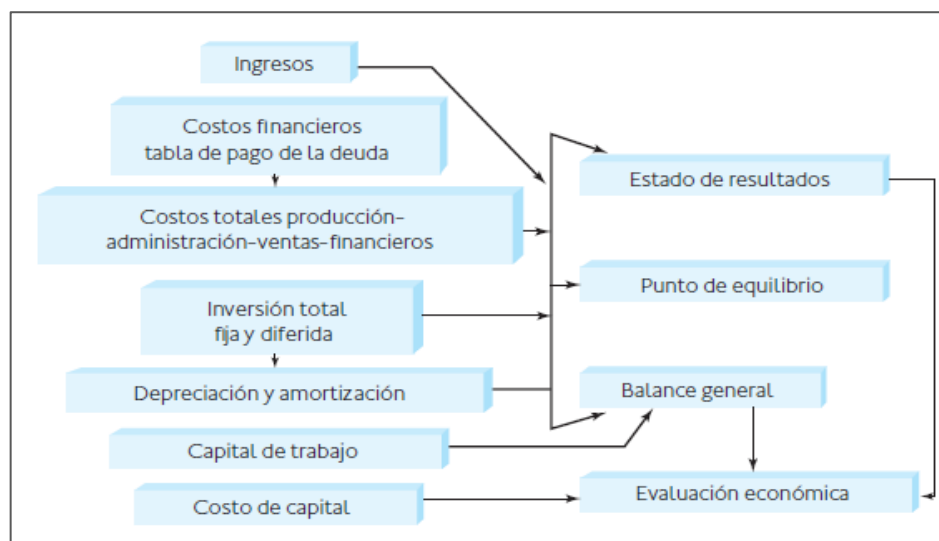 Ingresos
Costos financieros
tabla de pago de la deuda
Costos totales producción-
administración-ventas-financieros
Inversión total
fija y diferida
Depreciación y amortización
Capital de trabajo
Costo de capital
Estado de resultados
Punto de equilibrio
Balance general
Evaluación económica